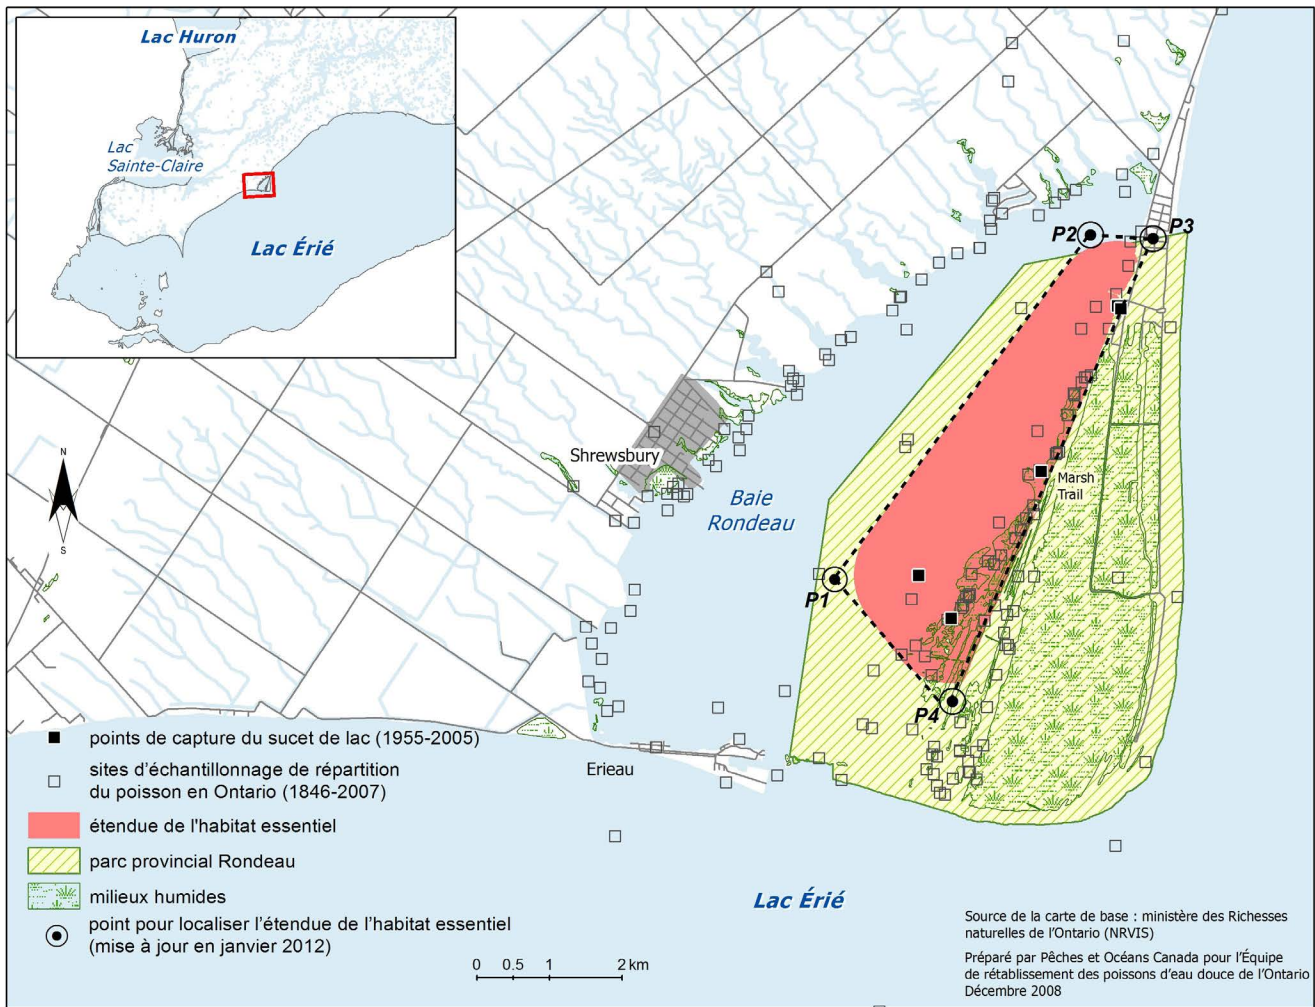 Lac Huron
Lac
Sainte-Claire
Lac Érié
P2
P3
Shrewsbury
Baie
Rondeau
Marsh
Trail
P1
P4
N
S
Erieau
points de capture du sucet de lac (1955-2005)
sites d'échantillonnage de répartition
du poisson en Ontario (1846-2007)
étendue de l'habitat essentiel
parc provincial Rondeau
milieux humides
point pour localiser l'étendue de l'habitat essentiel
(mise à jour en janvier 2012)
0 0.5 1 2 km
Lac Érié
Source de la carte de base : ministère des Richesses
naturelles de l'Ontario (NRVIS)
Préparé par Pêches et Océans Canada pour l'Équipe
de rétablissement des poissons d'eau douce de l'Ontario
Décembre 2008